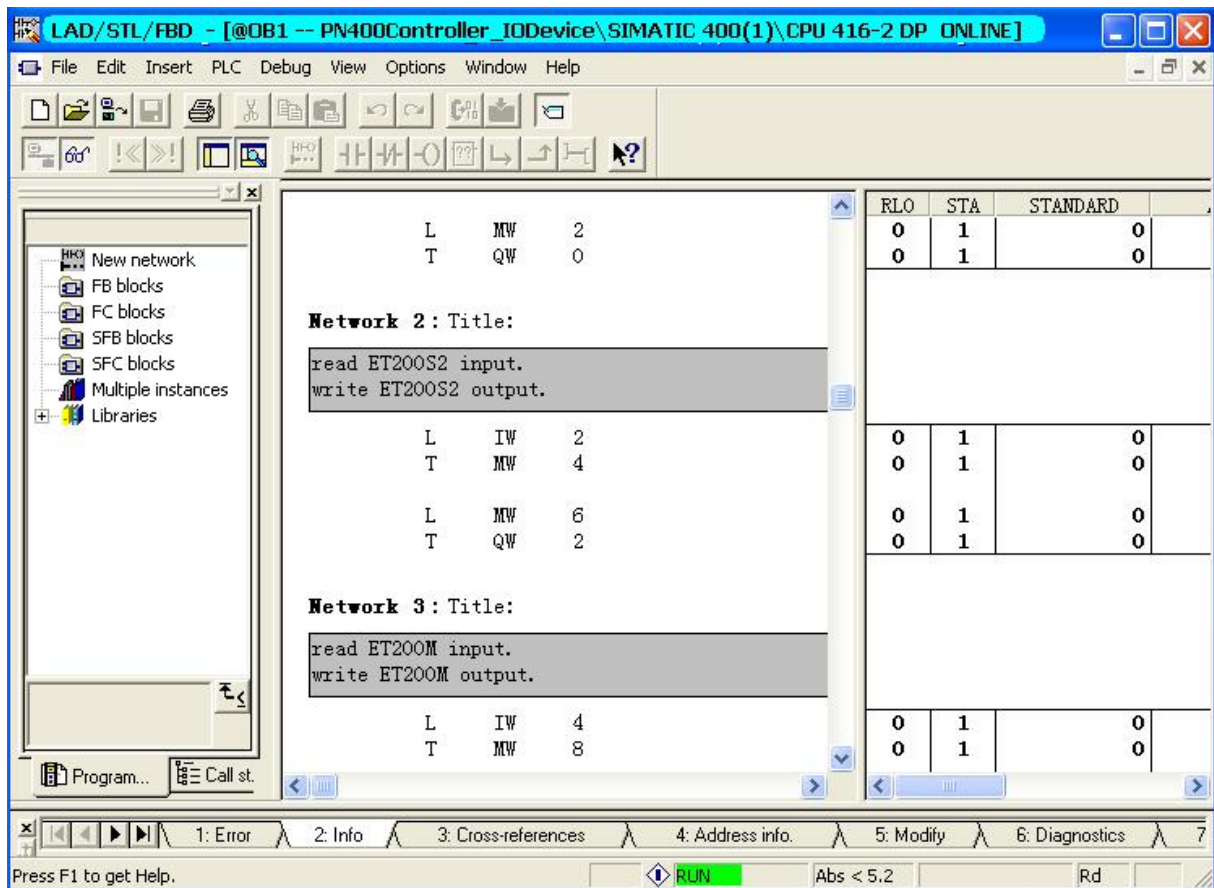 LAD/STL/FBD - [@OB1 -- PN400Controller_IODevice\SIMATIC 400(1)\CPU 416-2 DP ONLINE]
File Edit Insert PLC Debug View Options Window Help
New network
FB blocks
FC blocks
SFB blocks
SFC blocks
Multiple instances
Libraries
Program... Call st.
L MW 2
T QW 0
Network 2 : Title:
read ET200S2 input.
write ET200S2 output.
L IW 2
T MW 4
L MW 6
T QW 2
Network 3 : Title:
read ET200M input.
write ET200M output.
L IW 4
T MW 8
RLO STA STANDARD
0 1 0
0 1 0
0 1 0
0 1 0
0 1 0
0 1 0
0 1 0
0 1 0
1: Error 2: Info 3: Cross-references 4: Address info. 5: Modify 6: Diagnostics 7
Press F1 to get Help. RUN Abs < 5.2 Rd